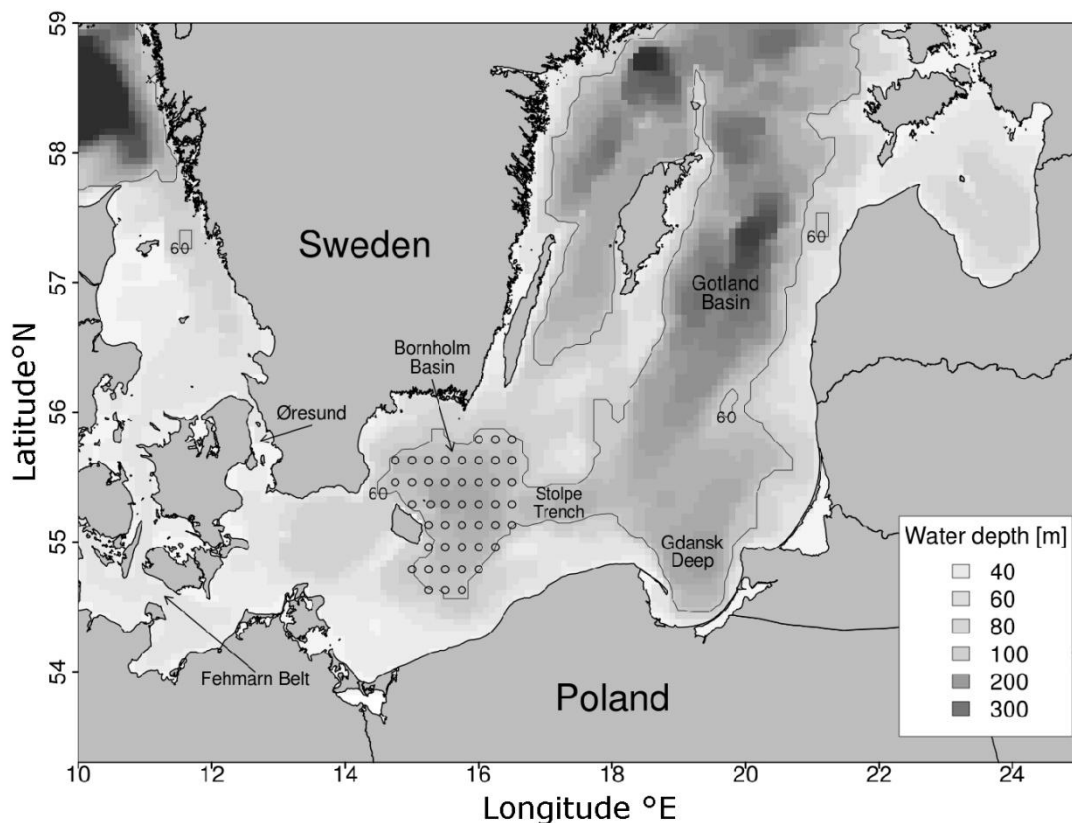 59
58
57
56
55
54
Latitude°N
Sweden
60
60
Gotland
Basin
Bornholm
Basin
Øresund
60
60
Stolpe
Trench
Gdansk
Deep
Fehmarn Belt
Poland
Water depth [m]
40
60
80
100
200
300
10
12
14
16
18
20
22
24
Longitude °E